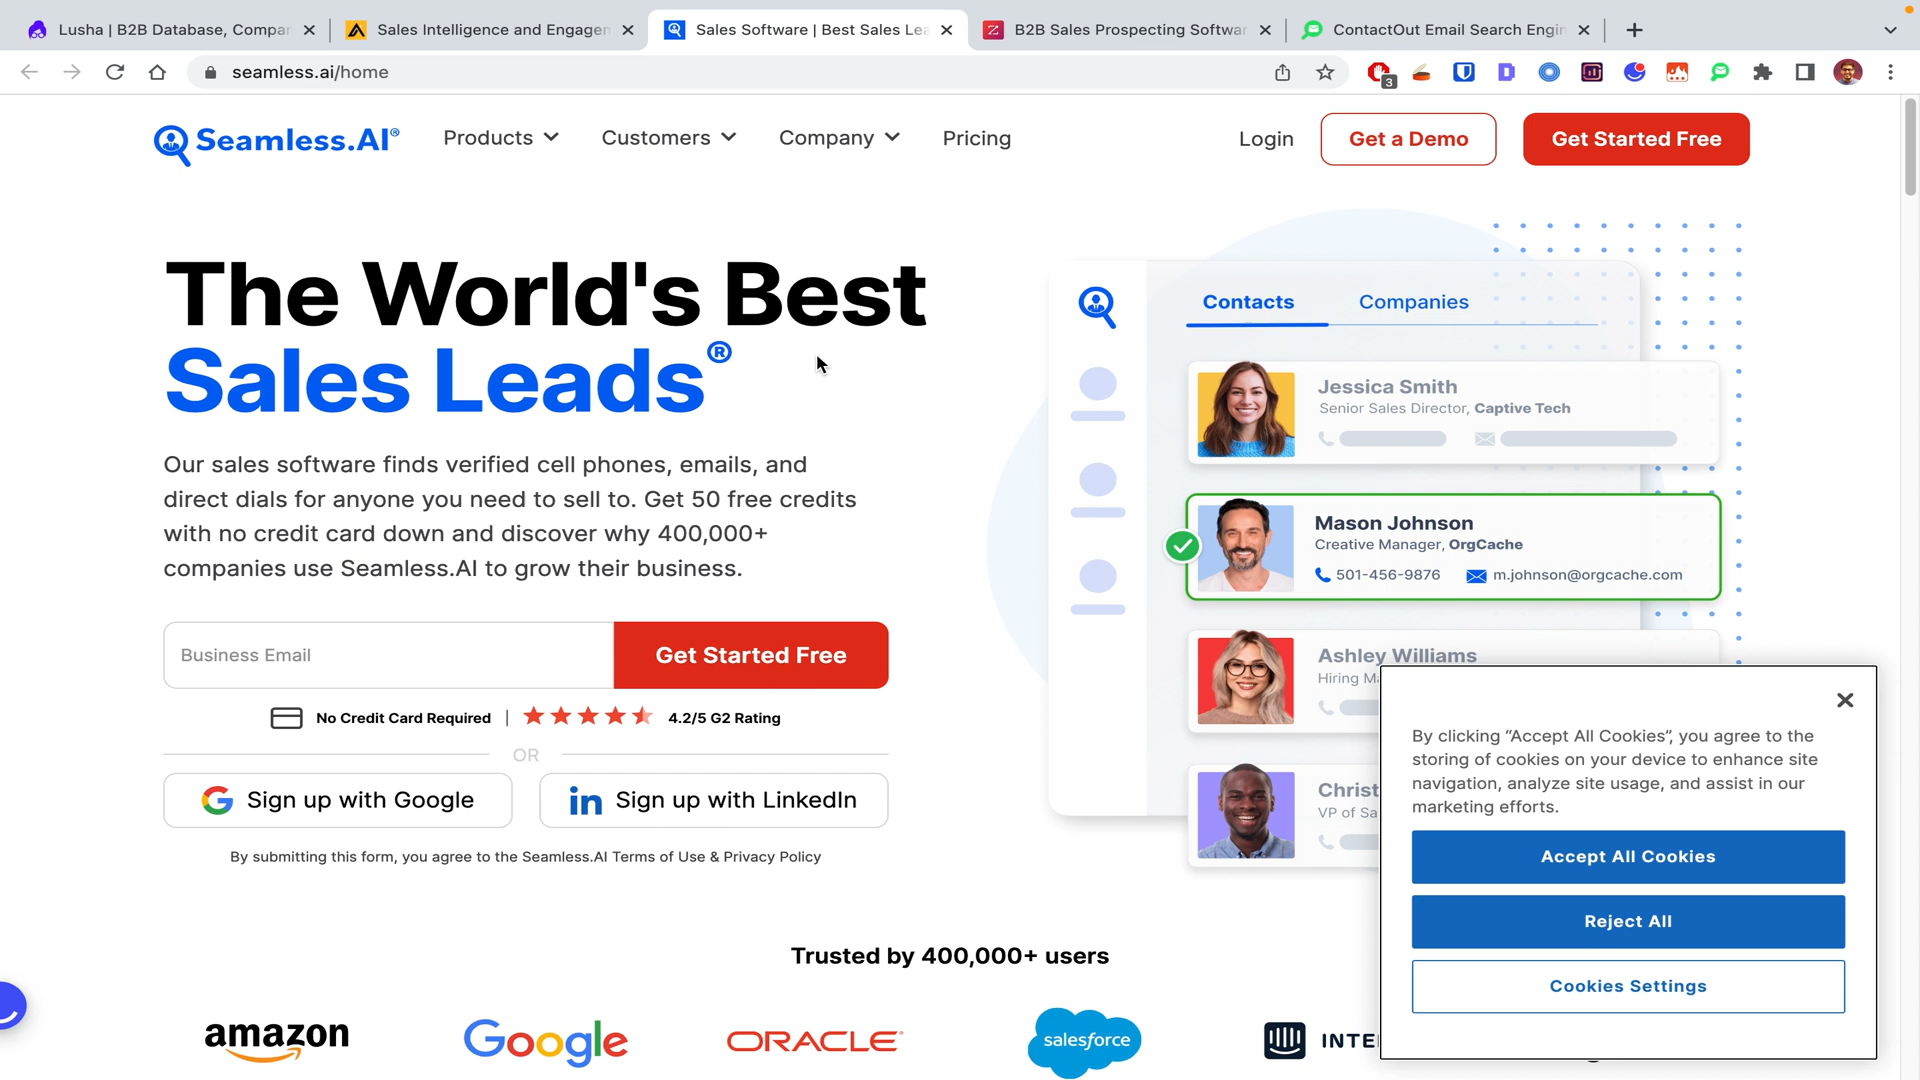 Lusha | B2B Database, Compar
Sales Intelligence and Engagen
Sales Software | Best Sales Lea
B2B Sales Prospecting Softwar
ContactOut Email Search Engin
seamless.ai/home
3
Seamless.AI®
Products
Customers
Company
Pricing
Login
Get a Demo
Get Started Free
The World's Best
Sales Leads®
Our sales software finds verified cell phones, emails, and
direct dials for anyone you need to sell to. Get 50 free credits
with no credit card down and discover why 400,000+
companies use Seamless.AI to grow their business.
Business Email
Get Started Free
No Credit Card Required | 4.2/5 G2 Rating
OR
Sign up with Google
Sign up with LinkedIn
By submitting this form, you agree to the Seamless.AI Terms of Use & Privacy Policy
Contacts
Companies
Jessica Smith
Senior Sales Director, Captive Tech
Mason Johnson
Creative Manager, OrgCache
501-456-9876
m.johnson@orgcache.com
Ashley Williams
Hiring Ma
Christ
VP of Sa
By clicking “Accept All Cookies”, you agree to the
storing of cookies on your device to enhance site
navigation, analyze site usage, and assist in our
marketing efforts.
Accept All Cookies
Reject All
Cookies Settings
Trusted by 400,000+ users
amazon
Google
ORACLE
salesforce
INTE